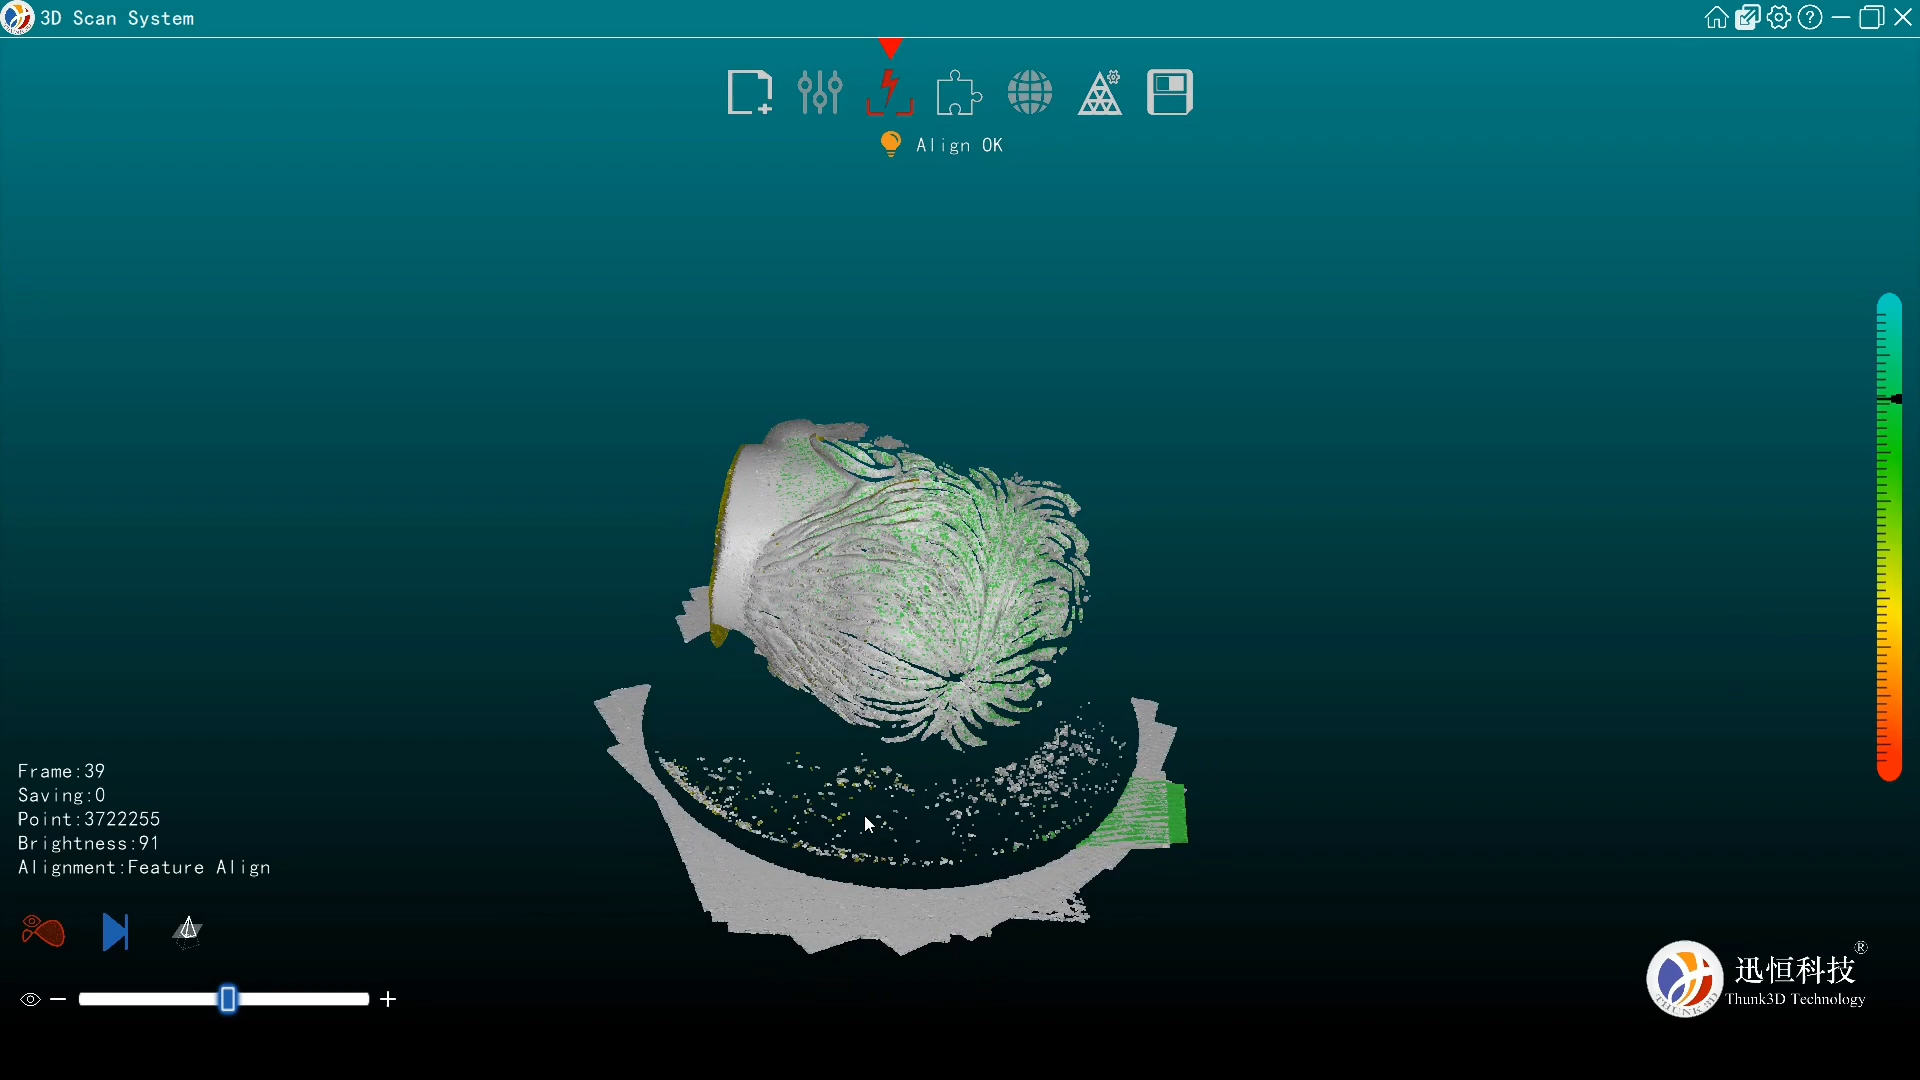 3D Scan System
Align OK
Frame:39
Saving:0
Point:3722255
Brightness:91
Alignment:Feature Align
迅恒科技®
Thunk3D Technology
THUNK3D